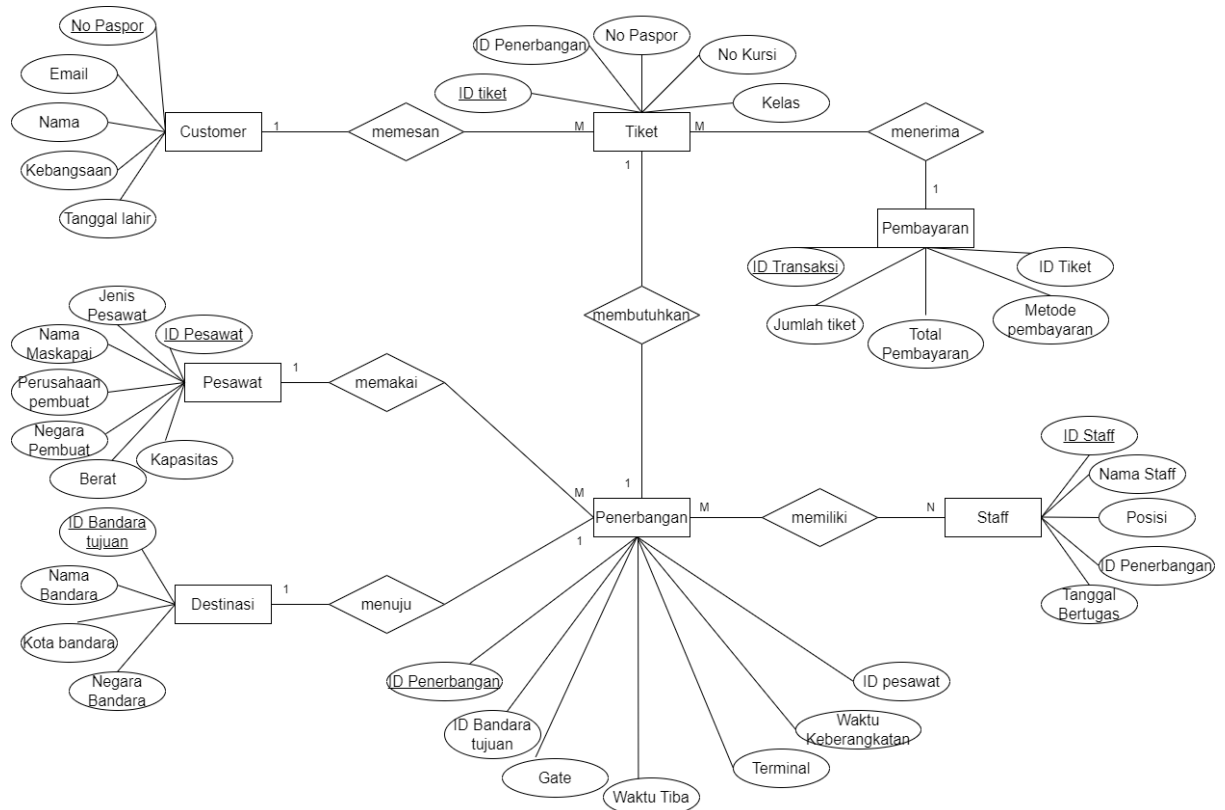 No Paspor
Email
Nama
Kebangsaan
Tanggal lahir
Customer
1
memesan
M
ID Penerbangan
No Paspor
No Kursi
ID tiket
Kelas
Tiket
M
menerima
1
1
Pembayaran
ID Transaksi
ID Tiket
Jumlah tiket
Total
Pembayaran
Metode
pembayaran
membutuhkan
1
Jenis
Pesawat
ID Pesawat
Nama
Maskapai
Perusahaan
pembuat
Negara
Pembuat
Berat
Kapasitas
Pesawat
1
memakai
M
ID Bandara
tujuan
Nama
Bandara
Kota bandara
Negara
Bandara
Destinasi
1
menuju
1
Penerbangan
M
memiliki
N
Staff
ID Staff
Nama Staff
Posisi
ID Penerbangan
Tanggal
Bertugas
ID Penerbangan
ID Bandara
tujuan
Gate
Waktu Tiba
Terminal
Waktu
Keberangkatan
ID pesawat